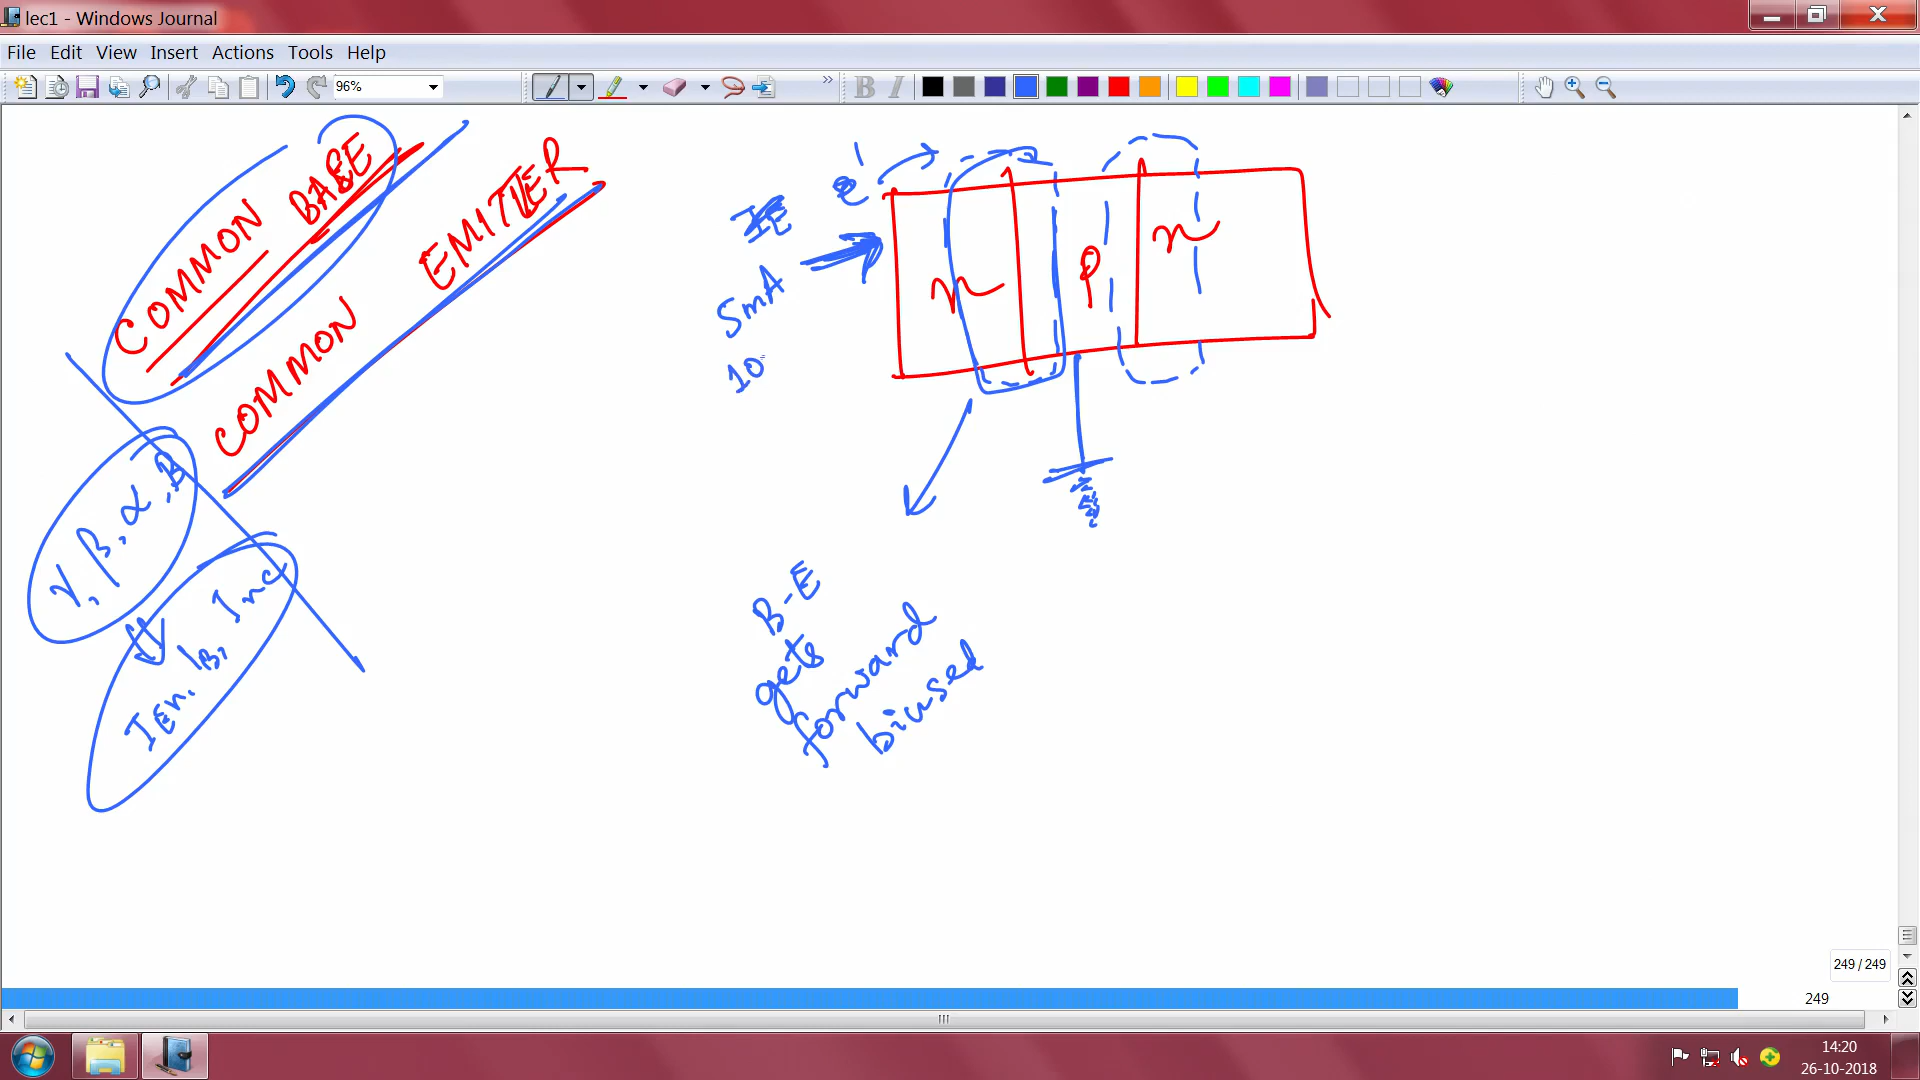 lec1 - Windows Journal
File Edit View Insert Actions Tools Help
96%
B I
COMMON BASE
COMMON EMITTER
γ, β, α, B
IEn, IB, Inc
IE
5mA
10
e
n
p
n
B-E
gets
forward
biased
249 / 249
249
14:20
26-10-2018